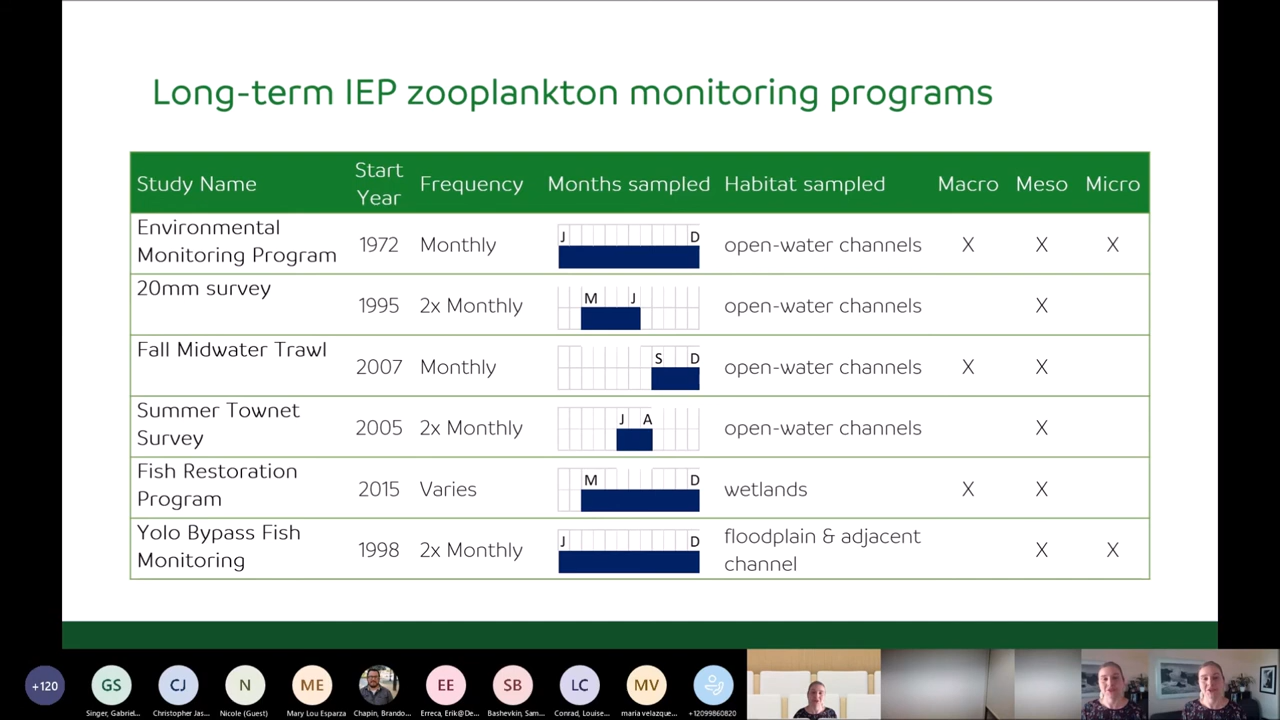 Long-term IEP zooplankton monitoring programs
Study Name
Start
Year
Frequency
Months sampled
Habitat sampled
Macro
Meso
Micro
Environmental
Monitoring Program
1972
Monthly
J D
open-water channels
X X X
20mm survey
1995
2x Monthly
M J
open-water channels
X
Fall Midwater Trawl
2007
Monthly
S D
open-water channels
X X
Summer Townet
Survey
2005
2x Monthly
J A
open-water channels
X
Fish Restoration
Program
2015
Varies
M D
wetlands
X X
Yolo Bypass Fish
Monitoring
1998
2x Monthly
J D
floodplain & adjacent
channel
X X
+120
GS
CJ
N
ME
EE
SB
LC
MV
Singer, Gabriel...
Christopher Jas...
Nicole (Guest)
Mary Lou Esparza
Chapin, Brando...
Erreca, Erik@De...
Bashevkin, Sam...
Conrad, Louise...
maria velazque...
+12099860820